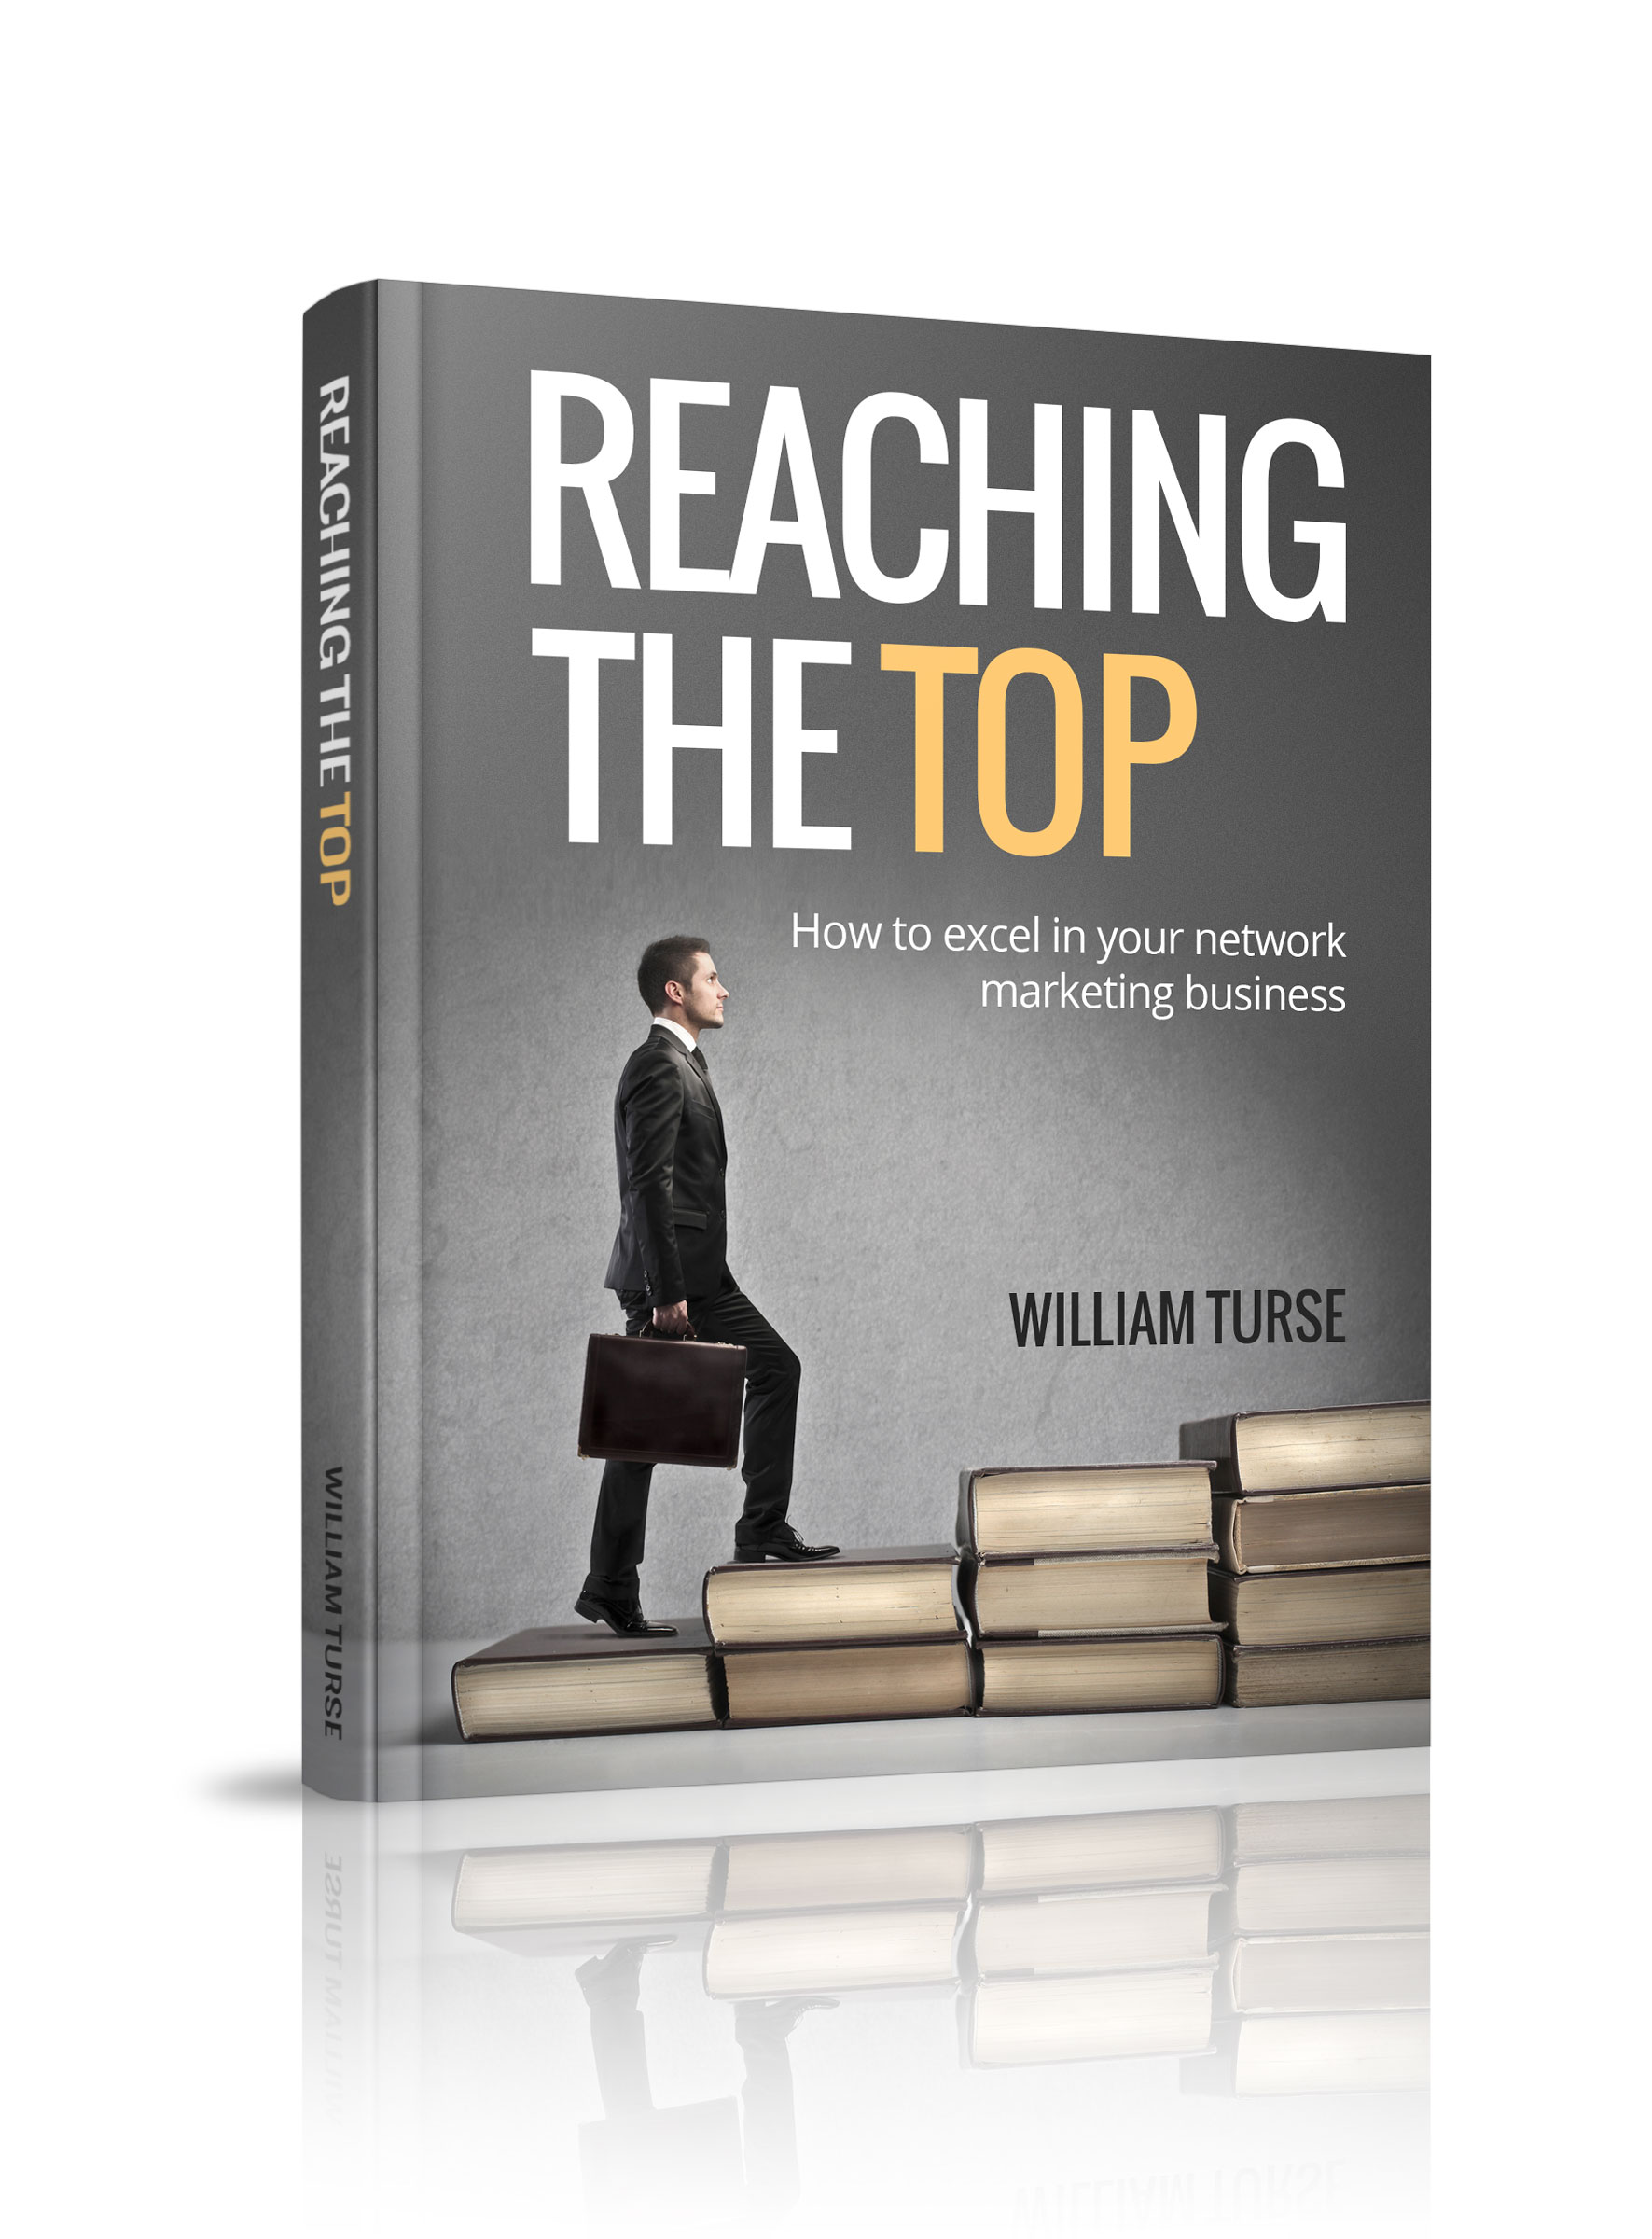 REACHING THE TOP
WILLIAM TURSE
REACHING
THE TOP
How to excel in your network
marketing business
WILLIAM TURSE